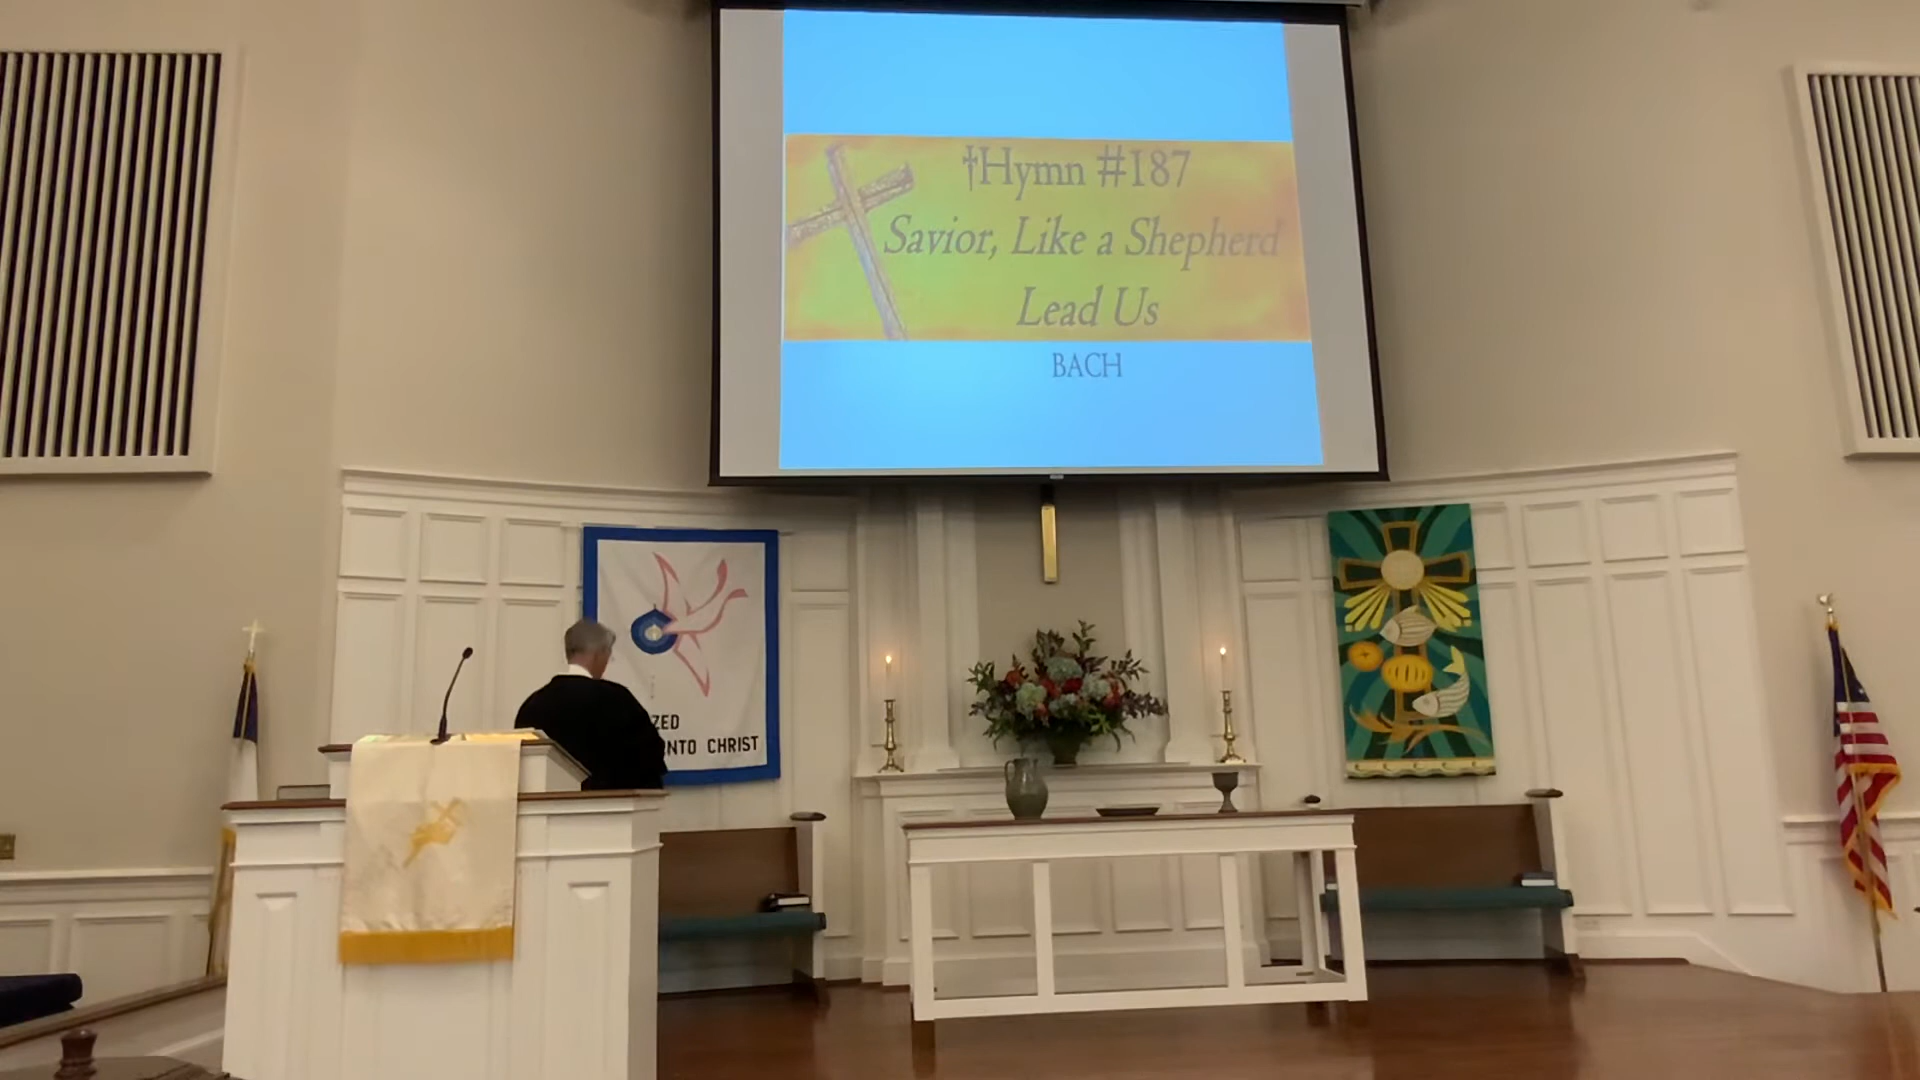 †Hymn #187
Savior, Like a Shepherd
Lead Us
BACH
ZED
NTO CHRIST